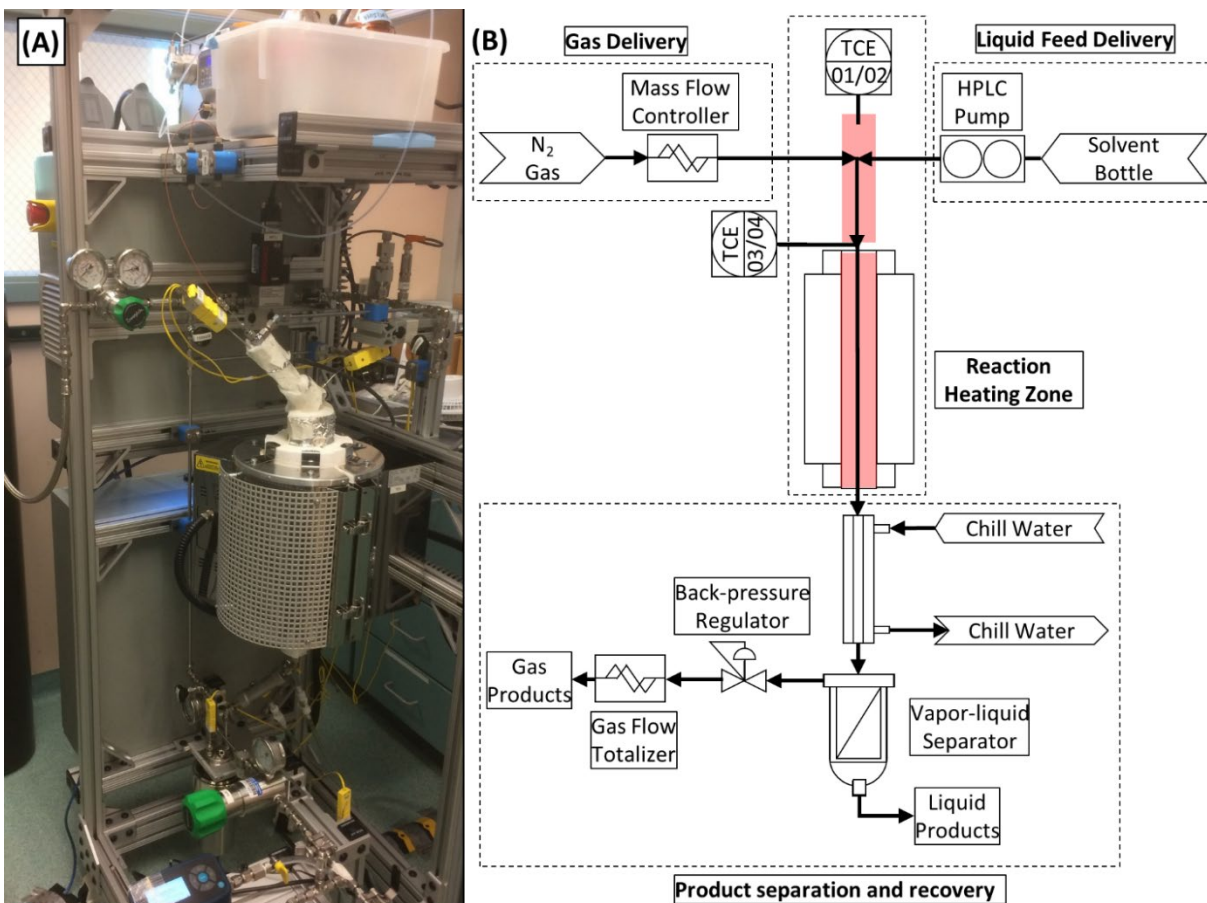 (A)
(B)
Gas Delivery
Liquid Feed Delivery
TCE
01/02
Mass Flow
Controller
HPLC
Pump
N₂
Gas
Solvent
Bottle
TCE
03/04
Reaction
Heating Zone
Chill Water
Back-pressure
Regulator
Chill Water
Gas
Products
Gas Flow
Totalizer
Vapor-liquid
Separator
Liquid
Products
Product separation and recovery